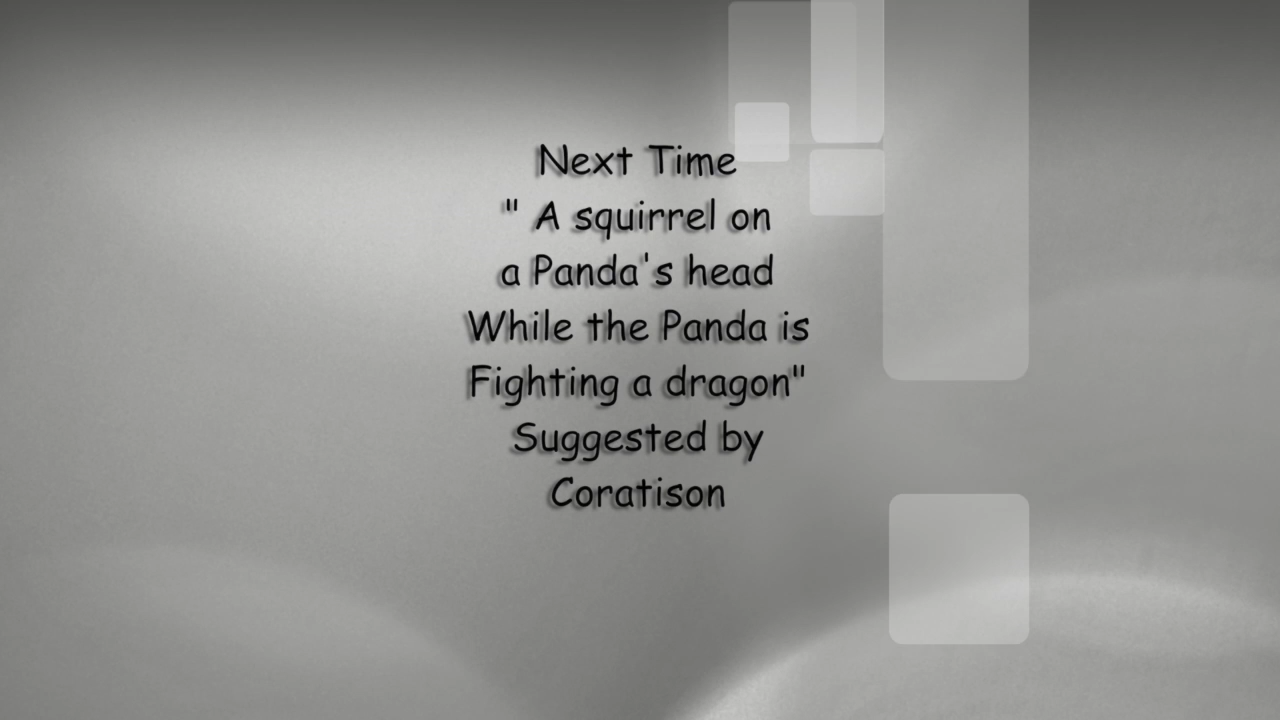 Next Time
" A squirrel on
a Panda's head
While the Panda is
Fighting a dragon"
Suggested by
Coratison